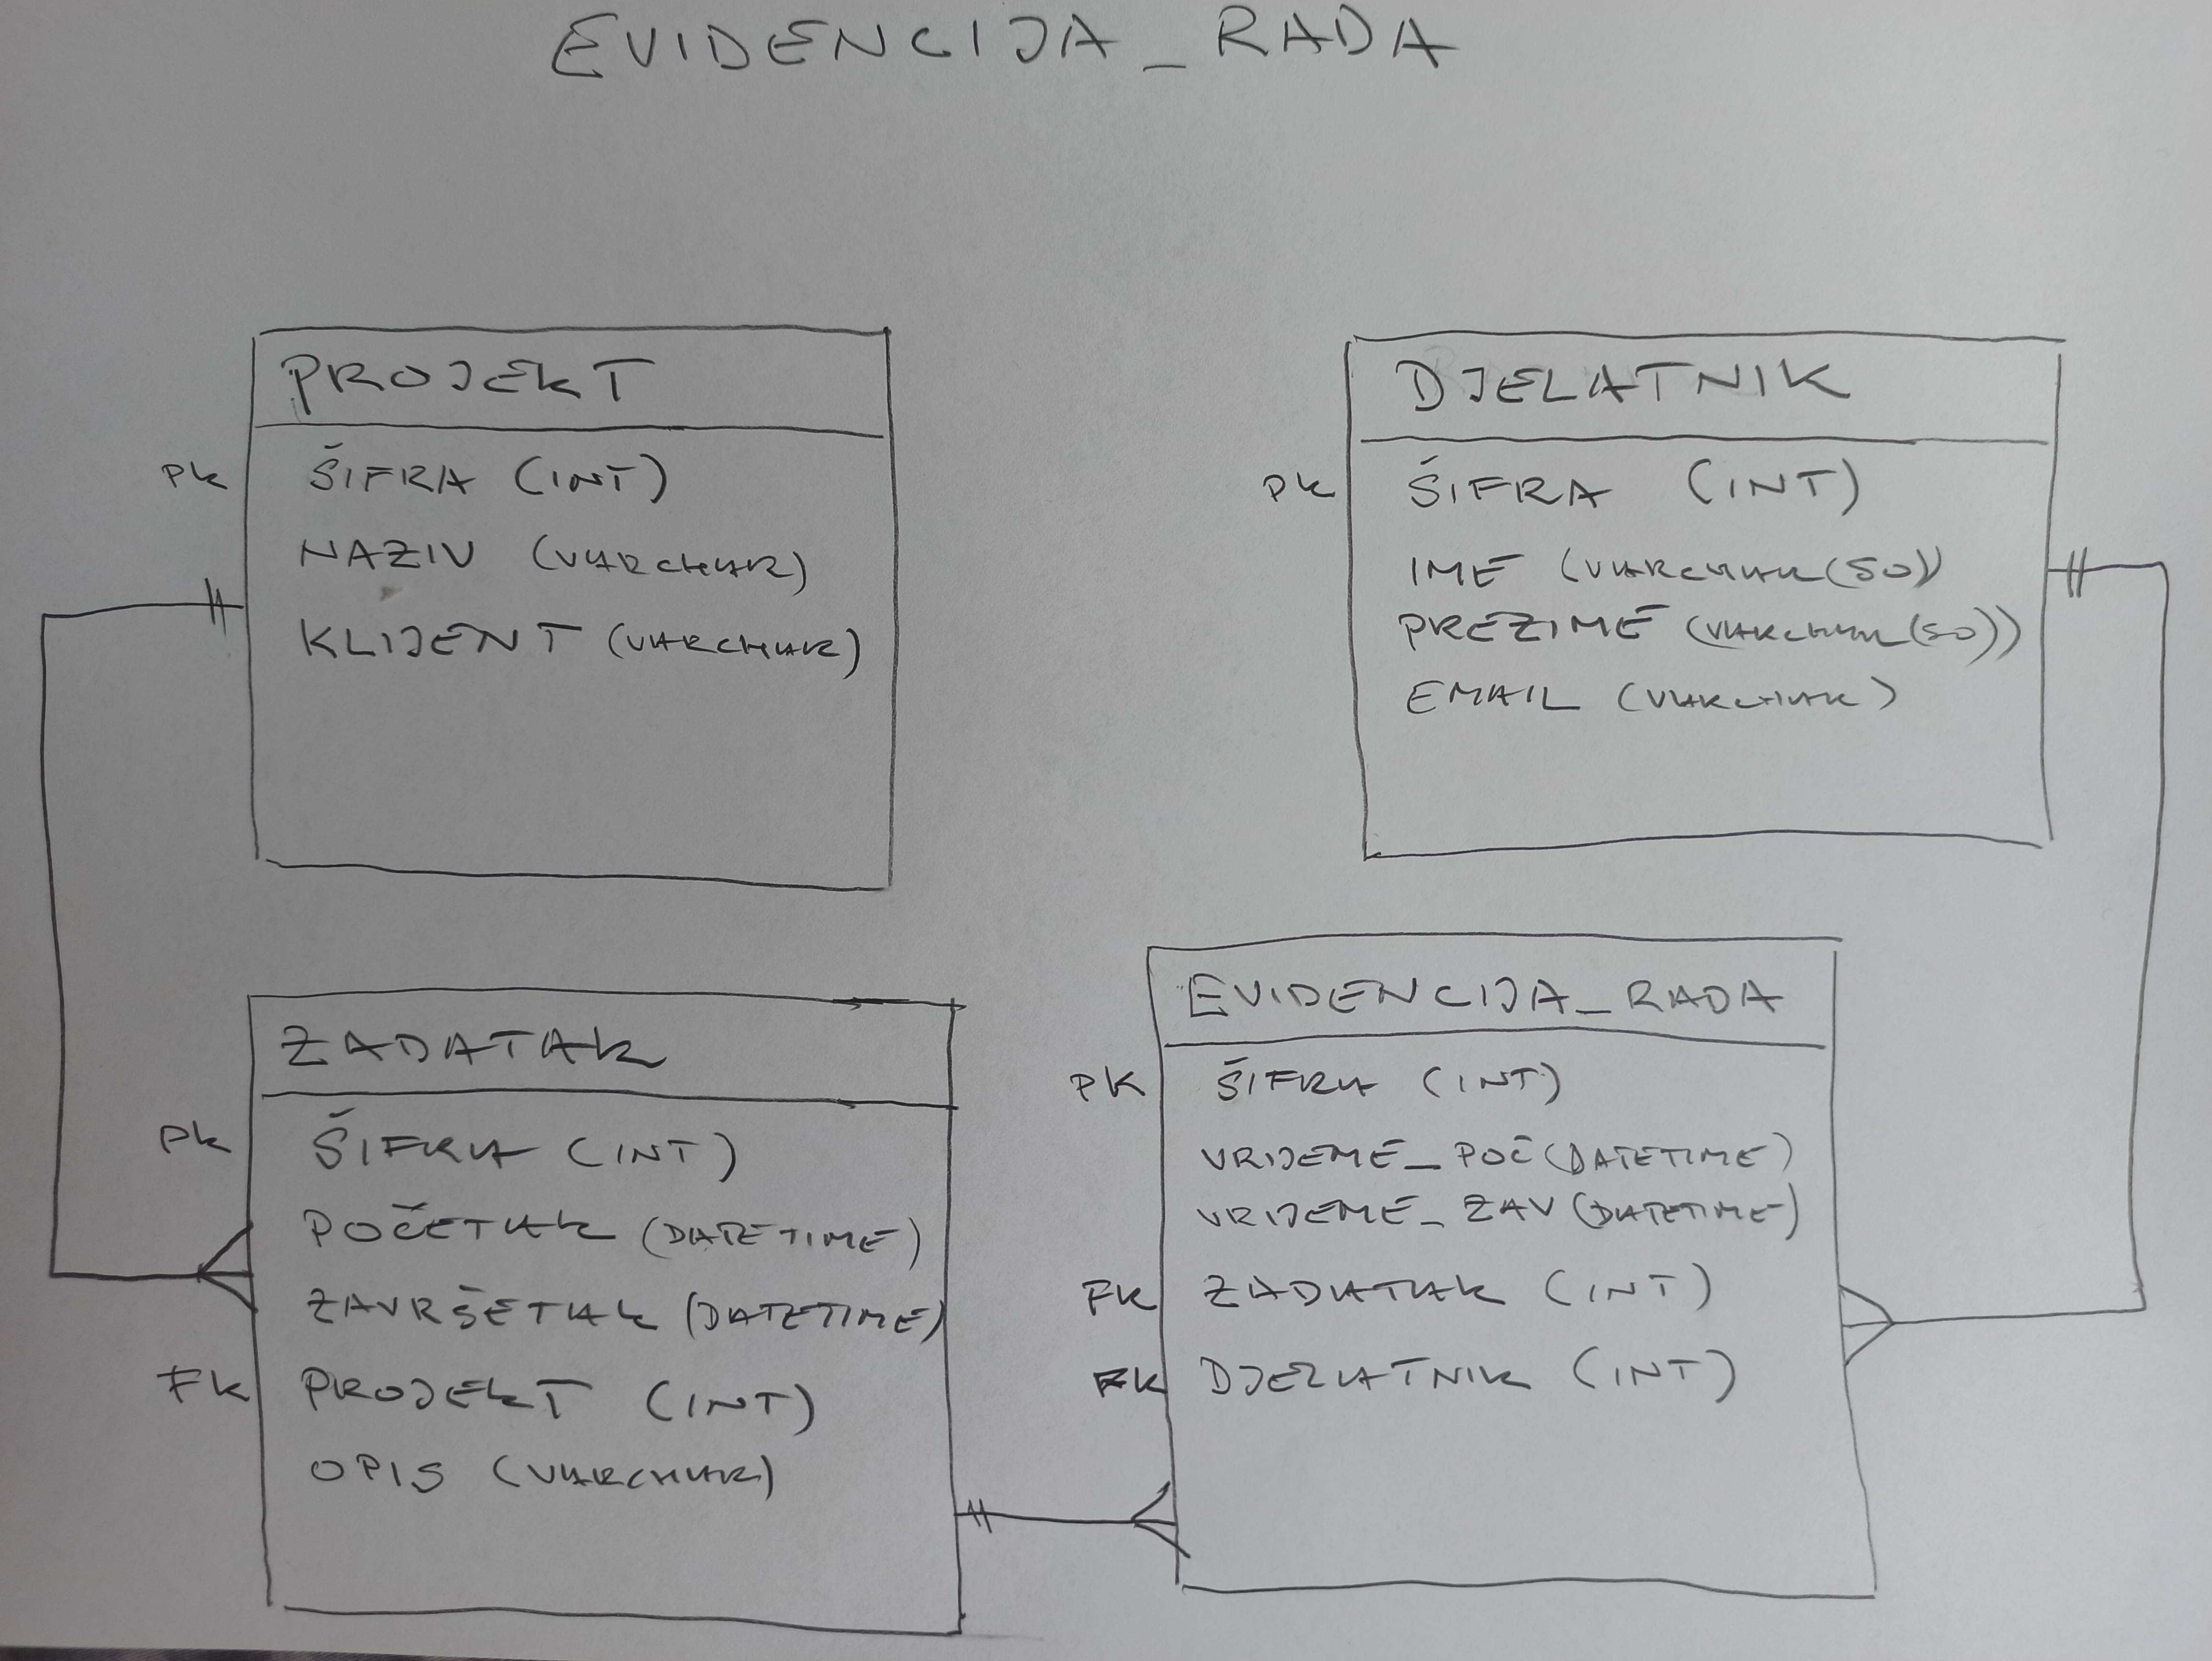 EVIDENCIJA_RADA
PROJEKT
PK ŠIFRA (INT)
NAZIV (VARCHAR)
KLIJENT (VARCHAR)
DJELATNIK
PK ŠIFRA (INT)
IME (VARCHAR(50))
PREZIME (VARCHAR(50))
EMAIL (VARCHAR)
ZADATAK
PK ŠIFRA (INT)
POČETAK (DATETIME)
ZAVRŠETAK (DATETIME)
FK PROJEKT (INT)
OPIS (VARCHAR)
EVIDENCIJA_RADA
PK ŠIFRA (INT)
VRIJEME_POČ (DATETIME)
VRIJEME_ZAV (DATETIME)
FK ZADATAK (INT)
FK DJELATNIK (INT)